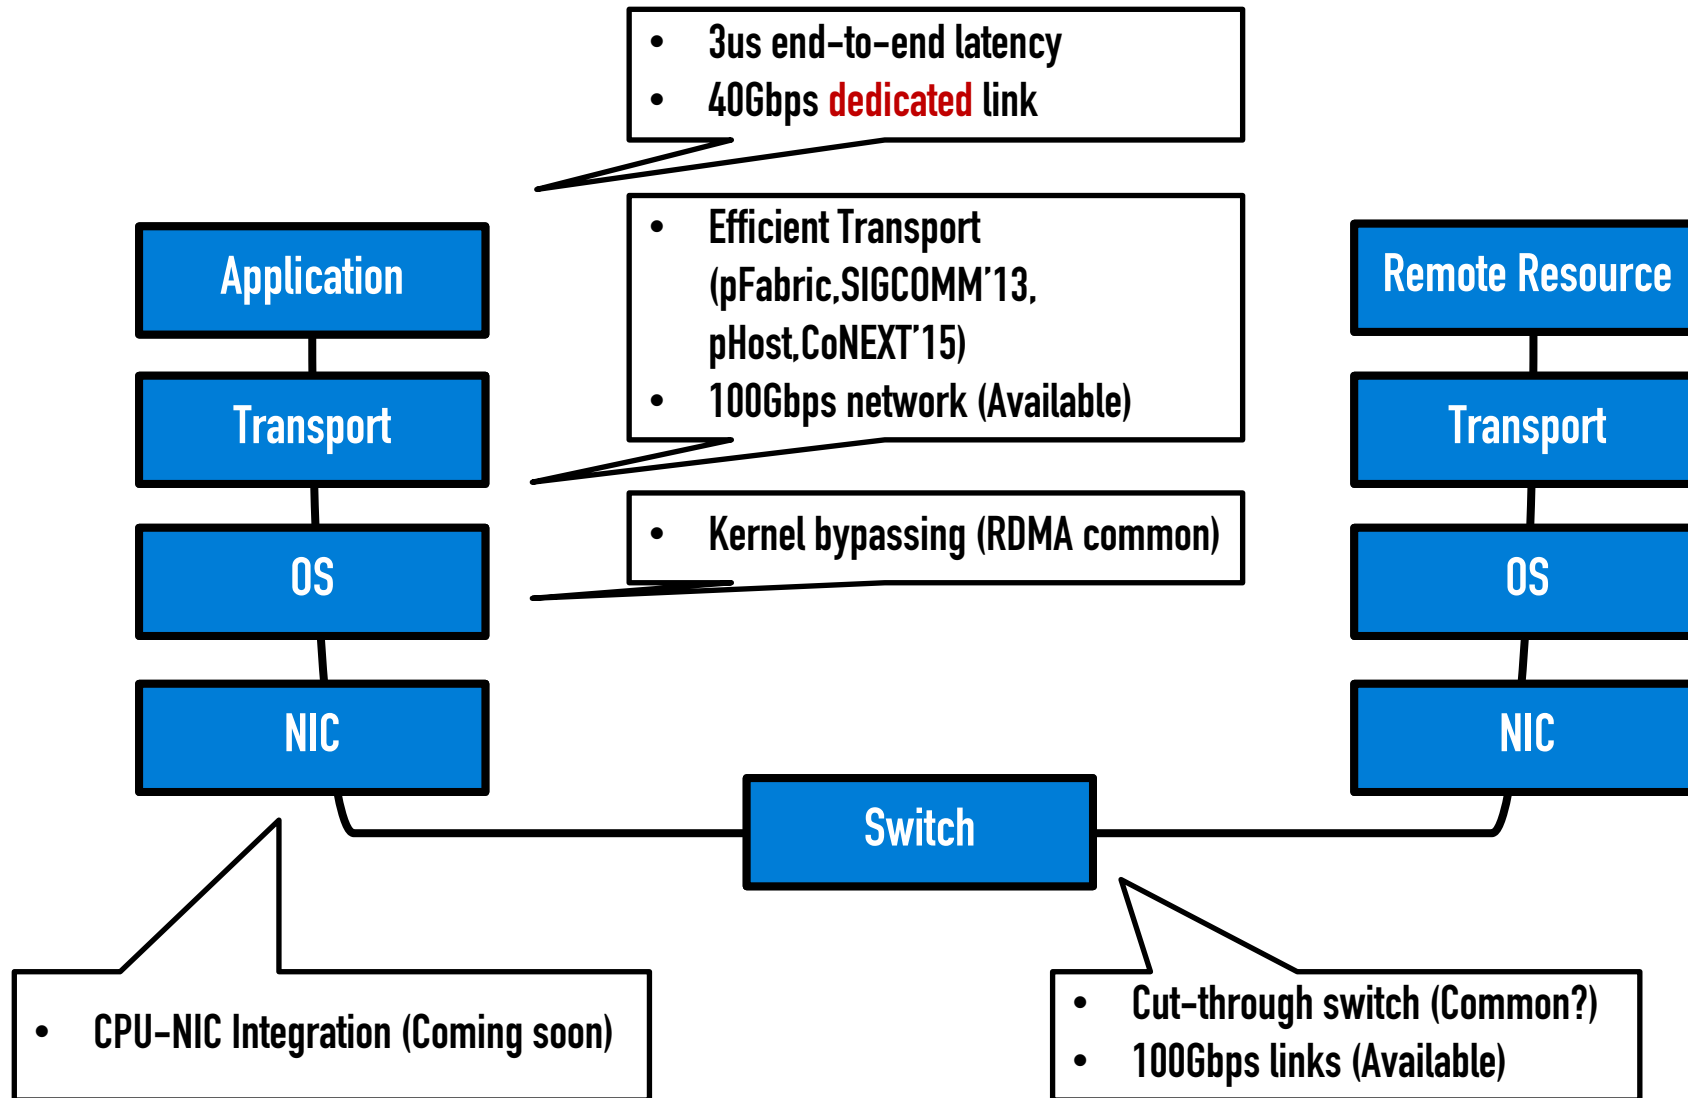 • 3us end-to-end latency
• 40Gbps dedicated link
• Efficient Transport
(pFabric,SIGCOMM'13,
pHost,CoNEXT'15)
• 100Gbps network (Available)
• Kernel bypassing (RDMA common)
Application
Transport
OS
NIC
Switch
Remote Resource
Transport
OS
NIC
• CPU-NIC Integration (Coming soon)
• Cut-through switch (Common?)
• 100Gbps links (Available)